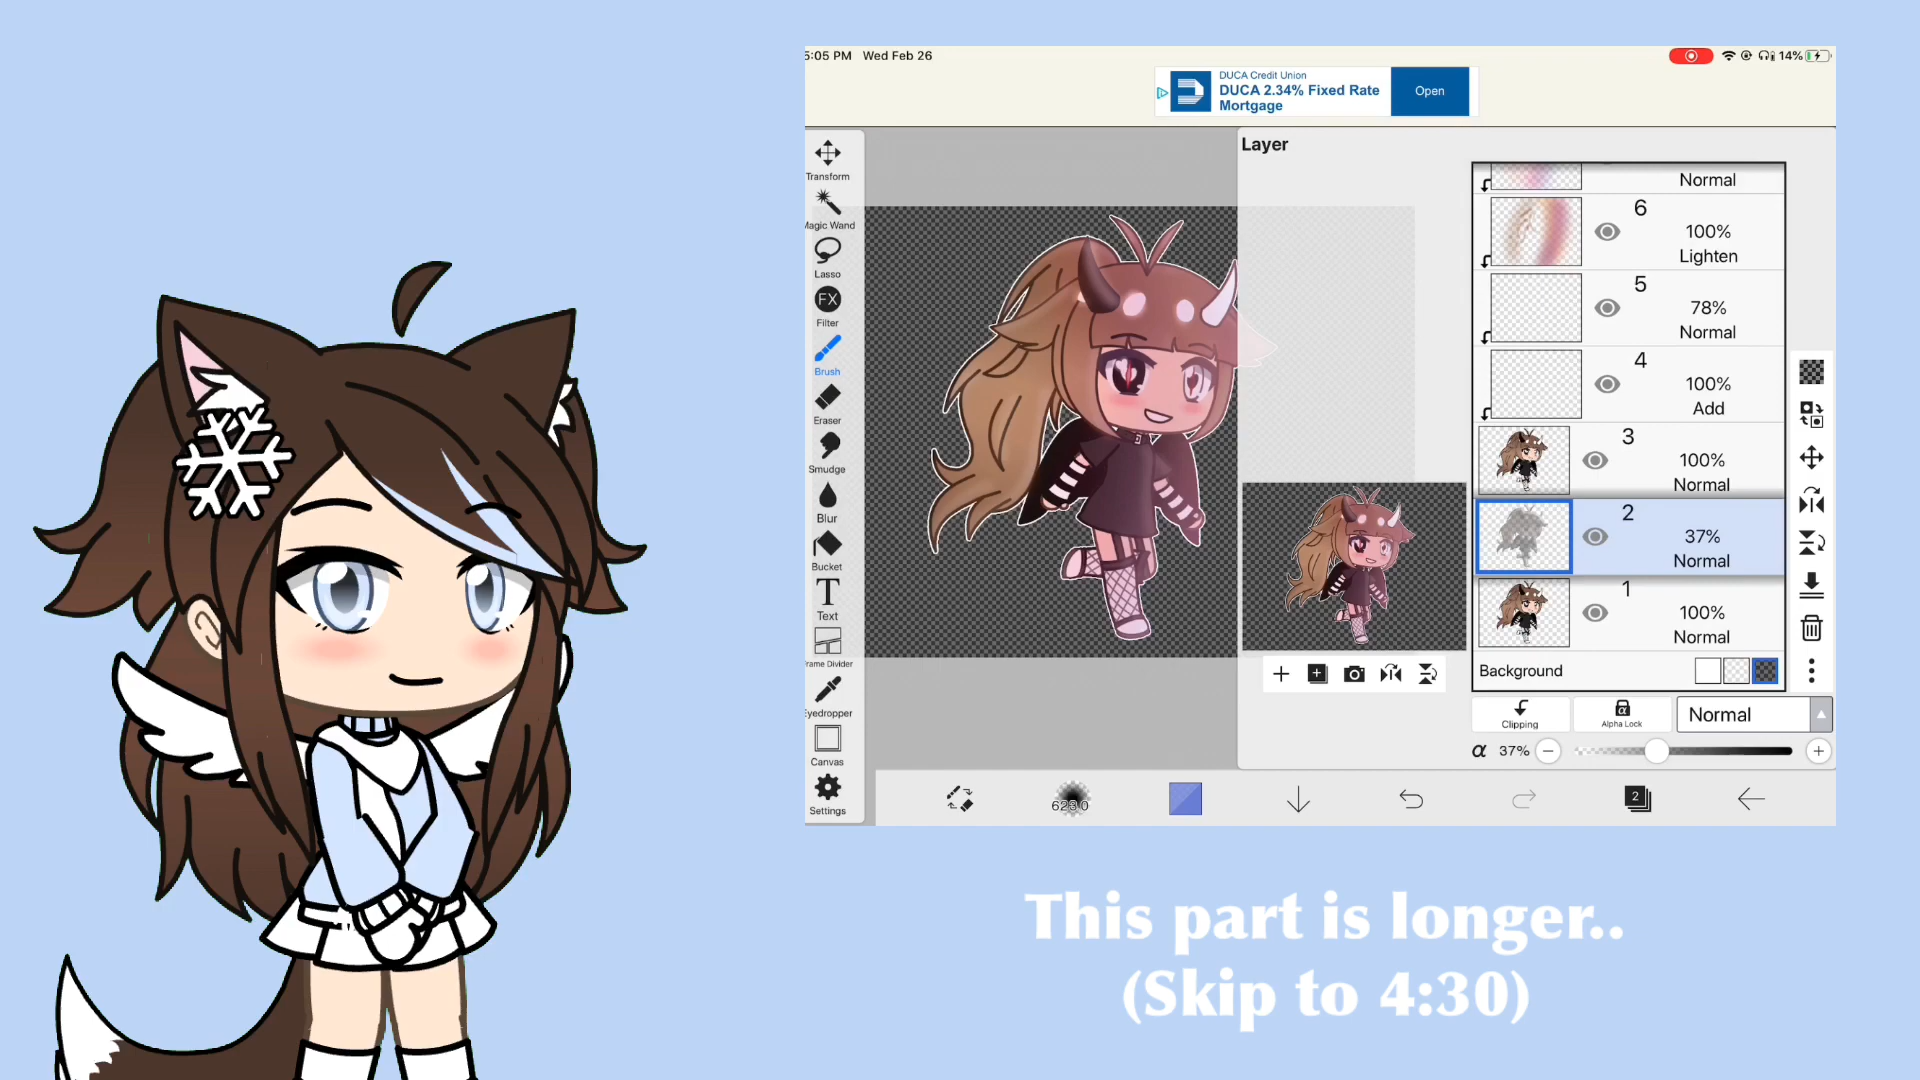 5:05 PM Wed Feb 26
14%
DUCA Credit Union
DUCA 2.34% Fixed Rate
Mortgage
Open
Layer
Transform
Magic Wand
Lasso
FX
Filter
Brush
Eraser
Smudge
Blur
Bucket
T
Text
Frame Divider
Eyedropper
Canvas
Settings
Normal
6
100%
Lighten
5
78%
Normal
4
100%
Add
3
100%
Normal
2
37%
Normal
1
100%
Normal
Background
Clipping
α
Alpha Lock
Normal
α 37%
623.0
2
This part is longer..
(Skip to 4:30)